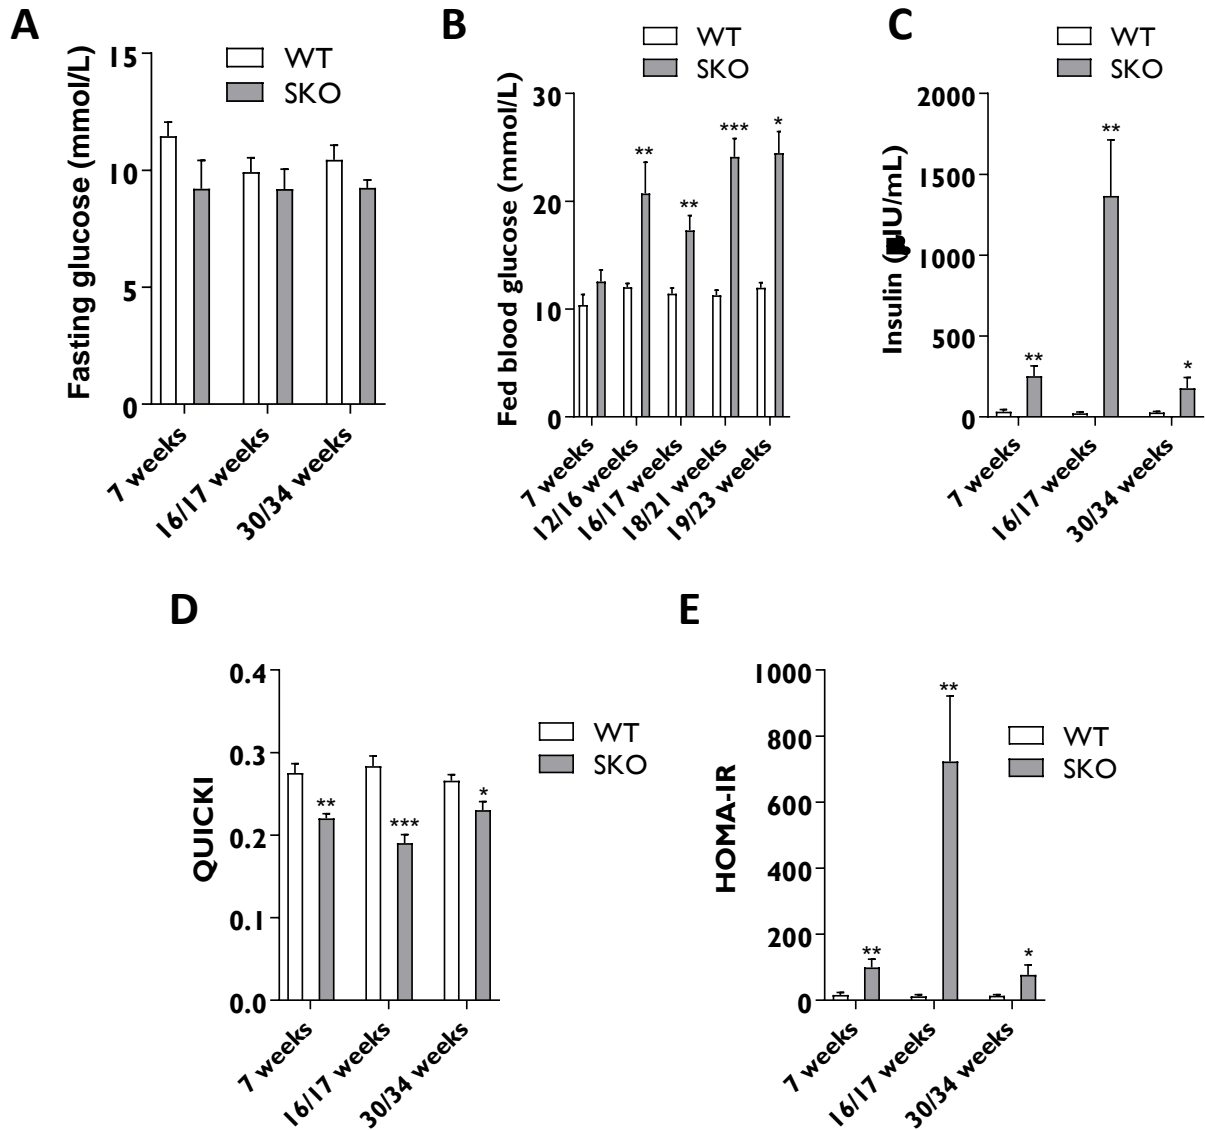 A
Fasting glucose (mmol/L)
15
10
5
0
WT
SKO
7 weeks
16/17 weeks
30/34 weeks
B
Fed blood glucose (mmol/L)
30
20
10
0
WT
SKO
**
**
***
*
7 weeks
12/16 weeks
16/17 weeks
18/21 weeks
19/23 weeks
C
Insulin (µIU/mL)
2000
1500
1000
500
0
WT
SKO
**
**
*
7 weeks
16/17 weeks
30/34 weeks
D
QUICKI
0.4
0.3
0.2
0.1
0.0
WT
SKO
**
***
*
7 weeks
16/17 weeks
30/34 weeks
E
HOMA-IR
1000
800
600
400
200
0
WT
SKO
**
**
*
7 weeks
16/17 weeks
30/34 weeks